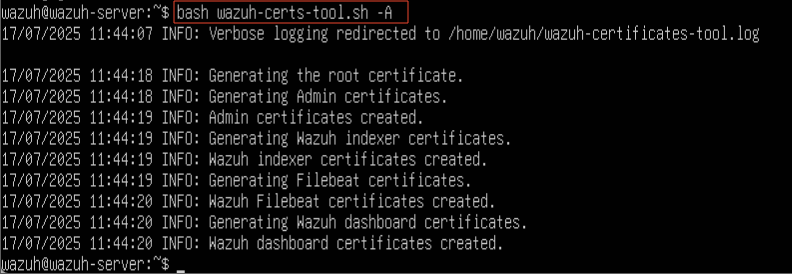 wazuh@wazuh-server:~$ bash wazuh-certs-tool.sh -A
17/07/2025 11:44:07 INFO: Verbose logging redirected to /home/wazuh/wazuh-certificates-tool.log
17/07/2025 11:44:18 INFO: Generating the root certificate.
17/07/2025 11:44:18 INFO: Generating Admin certificates.
17/07/2025 11:44:19 INFO: Admin certificates created.
17/07/2025 11:44:19 INFO: Generating Wazuh indexer certificates.
17/07/2025 11:44:19 INFO: Wazuh indexer certificates created.
17/07/2025 11:44:19 INFO: Generating Filebeat certificates.
17/07/2025 11:44:20 INFO: Wazuh Filebeat certificates created.
17/07/2025 11:44:20 INFO: Generating Wazuh dashboard certificates.
17/07/2025 11:44:20 INFO: Wazuh dashboard certificates created.
wazuh@wazuh-server:~$ _